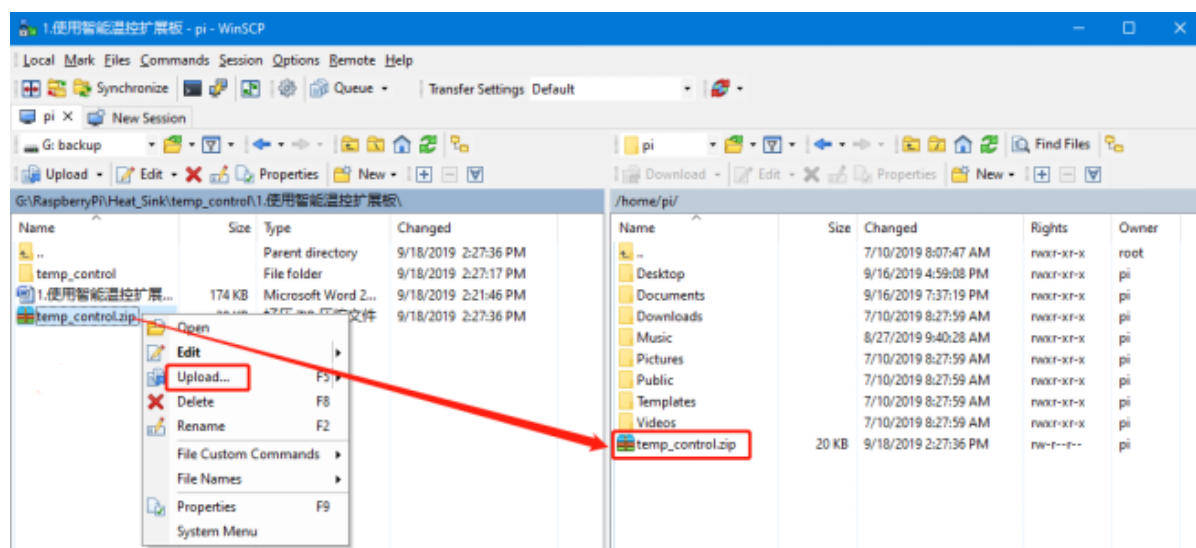 1.使用智能温控扩展板 - pi - WinSCP
Local Mark Files Commands Session Options Remote Help
Synchronize Queue Transfer Settings Default
pi New Session
G: backup
Upload Edit Properties New
G:\RaspberryPi\Heat_Sink\temp_control\1.使用智能温控扩展板\
Name Size Type Changed
.. Parent directory 9/18/2019 2:27:36 PM
temp_control File folder 9/18/2019 2:27:17 PM
1.使用智能温控扩展... 174 KB Microsoft Word 2... 9/18/2019 2:21:46 PM
temp_control.zip 9/18/2019 2:27:36 PM
Open
Edit
Upload... F5
Delete F8
Rename F2
File Custom Commands
File Names
Properties F9
System Menu
pi Find Files
Download Edit Properties New
/home/pi/
Name Size Changed Rights Owner
.. 7/10/2019 8:07:47 AM rwxr-xr-x root
Desktop 9/16/2019 4:59:08 PM rwxr-xr-x pi
Documents 9/16/2019 7:37:19 PM rwxr-xr-x pi
Downloads 7/10/2019 8:27:59 AM rwxr-xr-x pi
Music 8/27/2019 9:40:28 AM rwxr-xr-x pi
Pictures 7/10/2019 8:27:59 AM rwxr-xr-x pi
Public 7/10/2019 8:27:59 AM rwxr-xr-x pi
Templates 7/10/2019 8:27:59 AM rwxr-xr-x pi
Videos 7/10/2019 8:27:59 AM rwxr-xr-x pi
temp_control.zip 20 KB 9/18/2019 2:27:36 PM rw-r--r-- pi